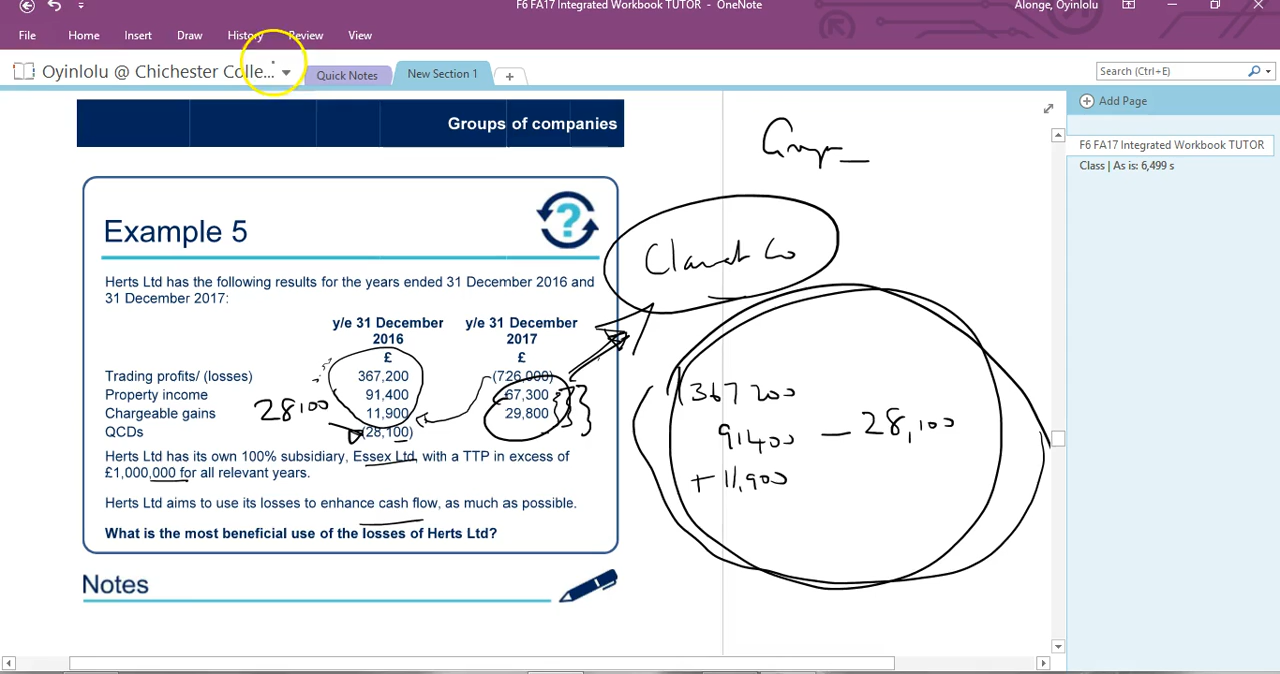 F6 FA17 Integrated Workbook TUTOR - OneNote
Alonge, Oyinlolu
File Home Insert Draw History Review View
Oyinlolu @ Chichester Colle...
Quick Notes
New Section 1
Search (Ctrl+E)
Add Page
F6 FA17 Integrated Workbook TUTOR
Class | As is: 6,499 s
Groups of companies
Example 5
Herts Ltd has the following results for the years ended 31 December 2016 and
31 December 2017:
y/e 31 December y/e 31 December
2016 2017
£ £
Trading profits/ (losses) 367,200 (726,000)
Property income 91,400 67,300
Chargeable gains 11,900 29,800
QCDs (28,100)
28,100
Herts Ltd has its own 100% subsidiary, Essex Ltd, with a TTP in excess of
£1,000,000 for all relevant years.
Herts Ltd aims to use its losses to enhance cash flow, as much as possible.
What is the most beneficial use of the losses of Herts Ltd?
Notes
367 200
91400 — 28,100
+ 11,900